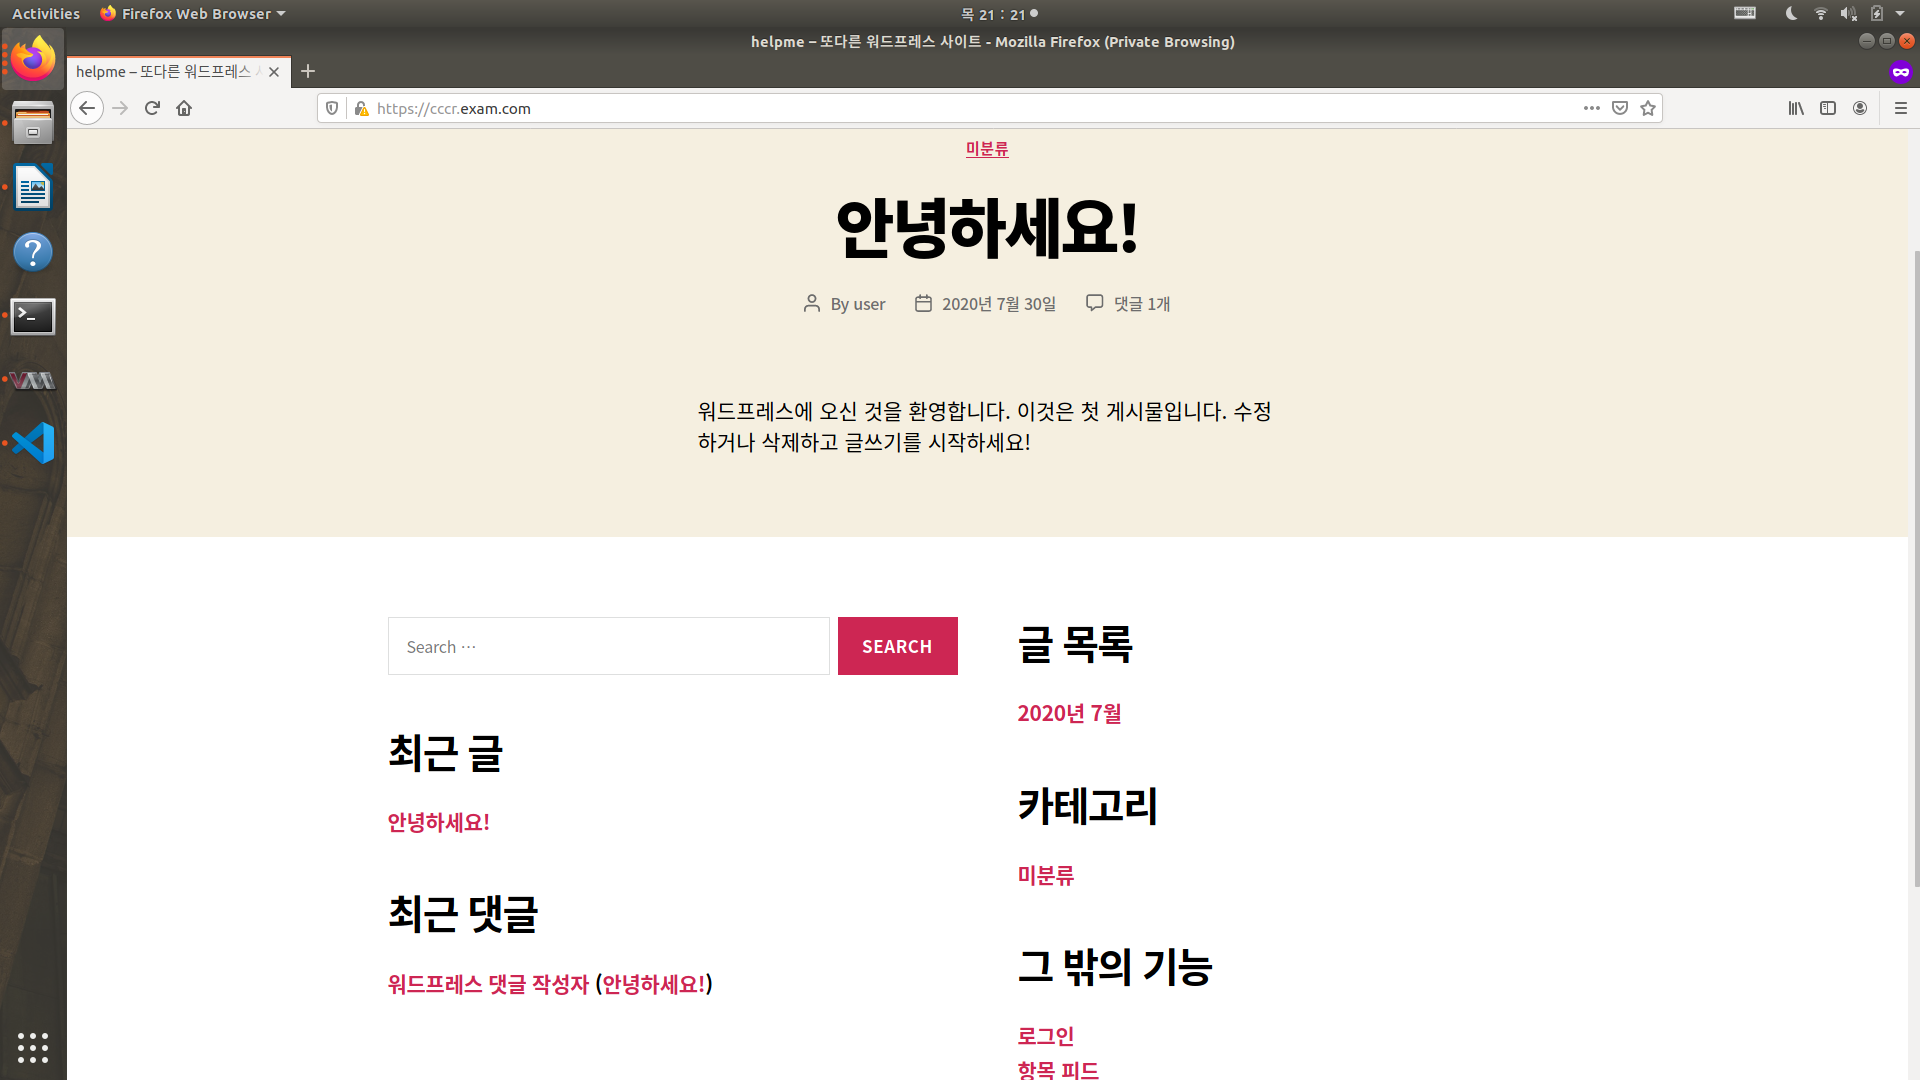 Activities
Firefox Web Browser
목 21 : 21
helpme – 또다른 워드프레스 사이트 - Mozilla Firefox (Private Browsing)
helpme – 또다른 워드프레스
https://cccr.exam.com
미분류
안녕하세요!
By user
2020년 7월 30일
댓글 1개
워드프레스에 오신 것을 환영합니다. 이것은 첫 게시물입니다. 수정
하거나 삭제하고 글쓰기를 시작하세요!
Search …
SEARCH
최근 글
안녕하세요!
최근 댓글
워드프레스 댓글 작성자 (안녕하세요!)
글 목록
2020년 7월
카테고리
미분류
그 밖의 기능
로그인
항목 피드